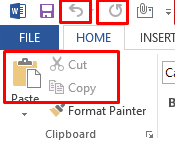 FILE HOME INSERT
Cut
Copy
Paste
Format Painter
Clipboard